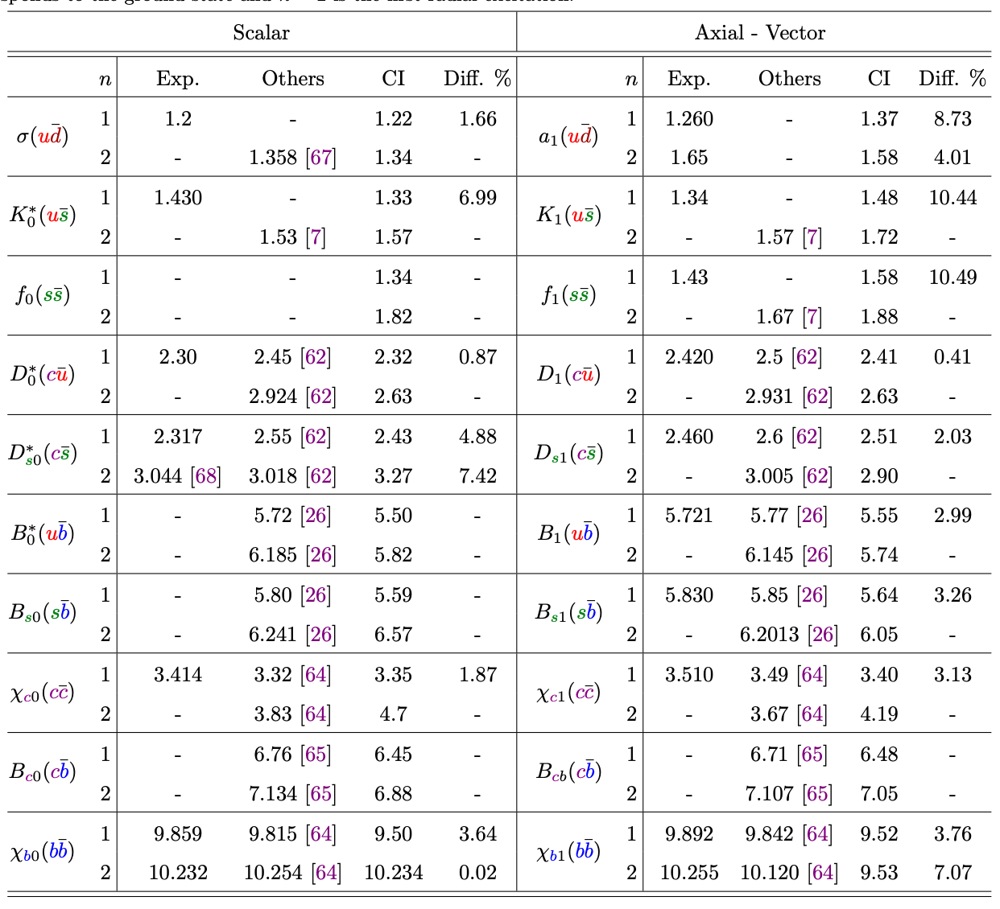 sponds to the ground state and n = 2 is the first radial excitation.
Scalar Axial - Vector
n Exp. Others CI Diff. % n Exp. Others CI Diff. %
σ(ud̄) 1 1.2 - 1.22 1.66 a₁(ud̄) 1 1.260 - 1.37 8.73
2 - 1.358 [67] 1.34 - 2 1.65 - 1.58 4.01
K₀*(us̄) 1 1.430 - 1.33 6.99 K₁(us̄) 1 1.34 - 1.48 10.44
2 - 1.53 [7] 1.57 - 2 - 1.57 [7] 1.72 -
f₀(ss̄) 1 - - 1.34 - f₁(ss̄) 1 1.43 - 1.58 10.49
2 - - 1.82 - 2 - 1.67 [7] 1.88 -
D₀*(cū) 1 2.30 2.45 [62] 2.32 0.87 D₁(cū) 1 2.420 2.5 [62] 2.41 0.41
2 - 2.924 [62] 2.63 - 2 - 2.931 [62] 2.63 -
D*ₛ₀(cs̄) 1 2.317 2.55 [62] 2.43 4.88 Dₛ₁(cs̄) 1 2.460 2.6 [62] 2.51 2.03
2 3.044 [68] 3.018 [62] 3.27 7.42 2 - 3.005 [62] 2.90 -
B₀*(ub̄) 1 - 5.72 [26] 5.50 - B₁(ub̄) 1 5.721 5.77 [26] 5.55 2.99
2 - 6.185 [26] 5.82 - 2 - 6.145 [26] 5.74 -
Bₛ₀(sb̄) 1 - 5.80 [26] 5.59 - Bₛ₁(sb̄) 1 5.830 5.85 [26] 5.64 3.26
2 - 6.241 [26] 6.57 - 2 - 6.2013 [26] 6.05 -
χ_c0(cc̄) 1 3.414 3.32 [64] 3.35 1.87 χ_c1(cc̄) 1 3.510 3.49 [64] 3.40 3.13
2 - 3.83 [64] 4.7 - 2 - 3.67 [64] 4.19 -
B_c0(cb̄) 1 - 6.76 [65] 6.45 - B_cb(cb̄) 1 - 6.71 [65] 6.48 -
2 - 7.134 [65] 6.88 - 2 - 7.107 [65] 7.05 -
χ_b0(bb̄) 1 9.859 9.815 [64] 9.50 3.64 χ_b1(bb̄) 1 9.892 9.842 [64] 9.52 3.76
2 10.232 10.254 [64] 10.234 0.02 2 10.255 10.120 [64] 9.53 7.07